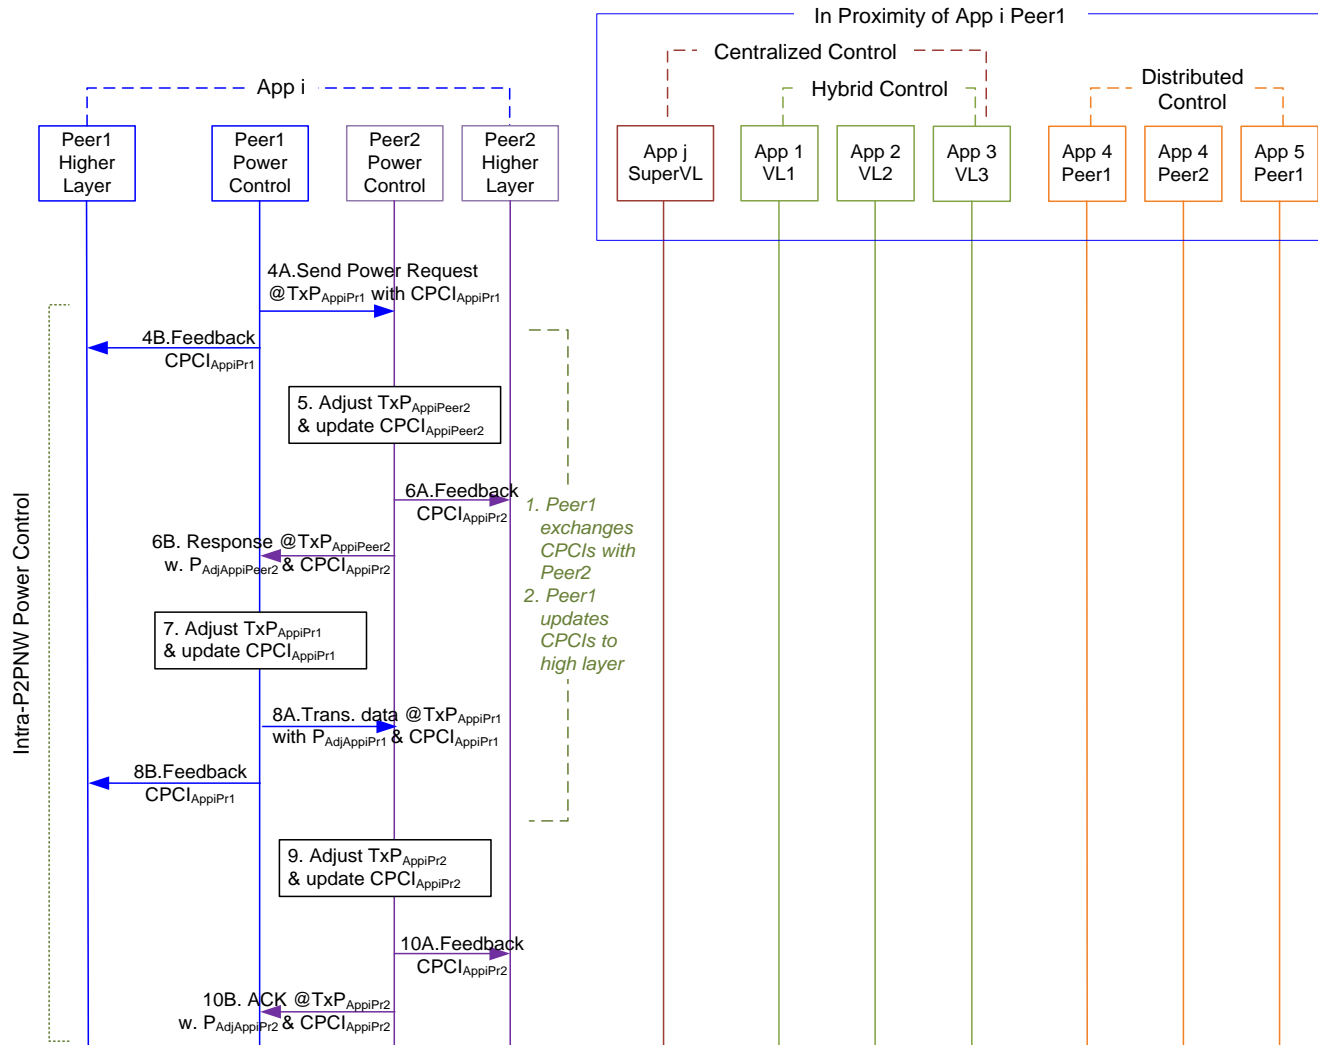 In Proximity of App i Peer1
Centralized Control
App i
Hybrid Control
Distributed
Control
Peer1
Higher
Layer
Peer1
Power
Control
Peer2
Power
Control
Peer2
Higher
Layer
App j
SuperVL
App 1
VL1
App 2
VL2
App 3
VL3
App 4
Peer1
App 4
Peer2
App 5
Peer1
4A.Send Power Request
@TxPAppiPr1 with CPCIAppiPr1
4B.Feedback
CPCIAppiPr1
5. Adjust TxPAppiPeer2
& update CPCIAppiPeer2
6A.Feedback
CPCIAppiPr2
1. Peer1
exchanges
CPCIs with
Peer2
2. Peer1
updates
CPCIs to
high layer
6B. Response @TxPAppiPeer2
w. PAdjAppiPeer2 & CPCIAppiPr2
7. Adjust TxPAppiPr1
& update CPCIAppiPr1
Intra-P2PNW Power Control
8A.Trans. data @TxPAppiPr1
with PAdjAppiPr1 & CPCIAppiPr1
8B.Feedback
CPCIAppiPr1
9. Adjust TxPAppiPr2
& update CPCIAppiPr2
10A.Feedback
CPCIAppiPr2
10B. ACK @TxPAppiPr2
w. PAdjAppiPr2 & CPCIAppiPr2